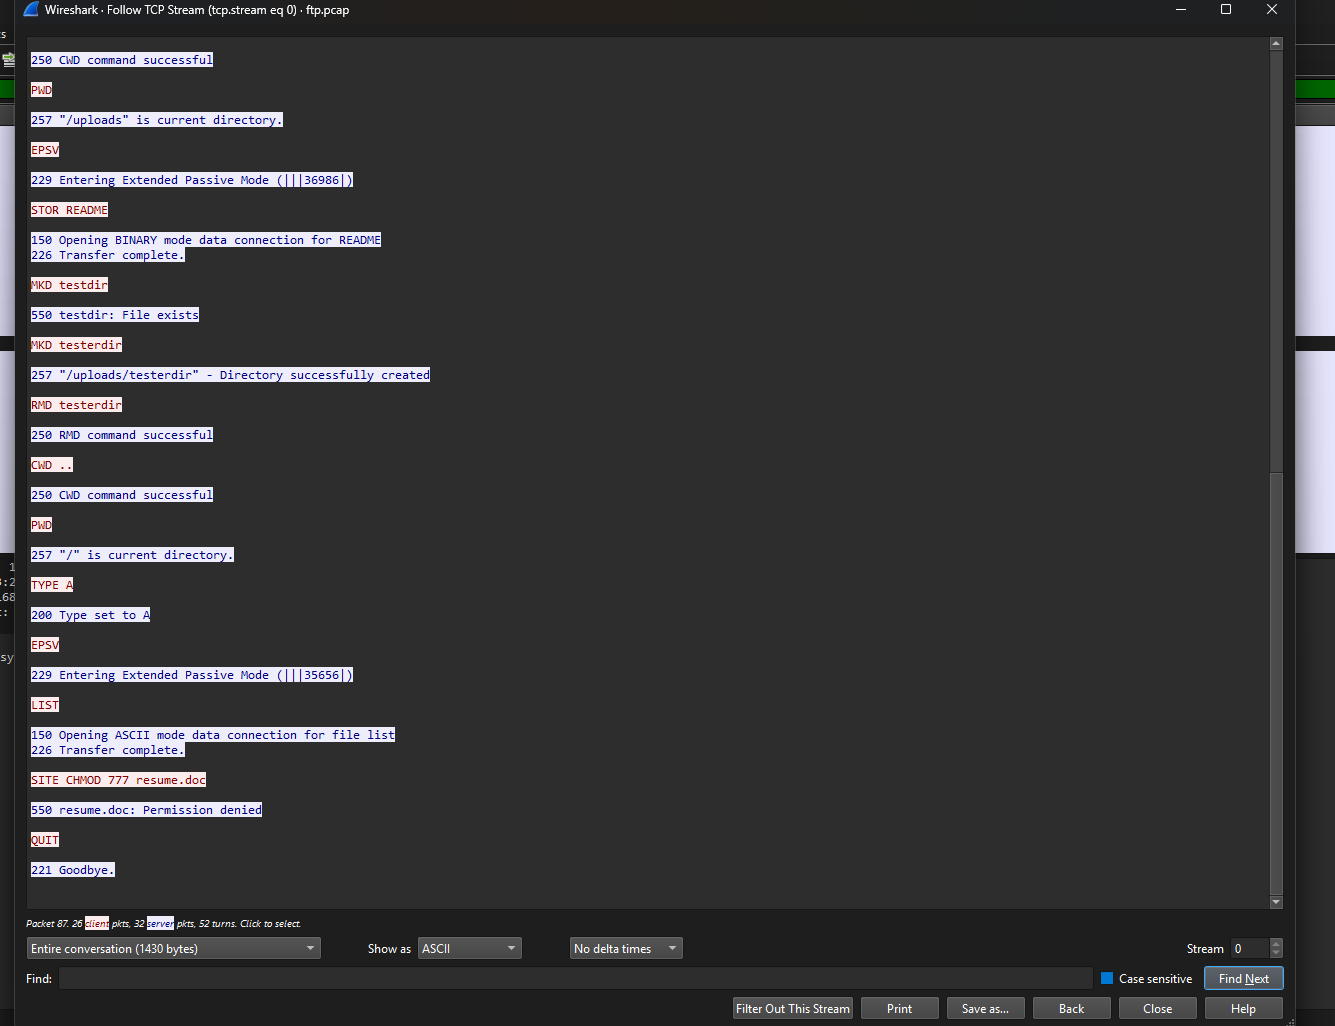 Wireshark · Follow TCP Stream (tcp.stream eq 0) · ftp.pcap
250 CWD command successful
PWD
257 "/uploads" is current directory.
EPSV
229 Entering Extended Passive Mode (|||36986|)
STOR README
150 Opening BINARY mode data connection for README
226 Transfer complete.
MKD testdir
550 testdir: File exists
MKD testerdir
257 "/uploads/testerdir" - Directory successfully created
RMD testerdir
250 RMD command successful
CWD ..
250 CWD command successful
PWD
257 "/" is current directory.
TYPE A
200 Type set to A
EPSV
229 Entering Extended Passive Mode (|||35656|)
LIST
150 Opening ASCII mode data connection for file list
226 Transfer complete.
SITE CHMOD 777 resume.doc
550 resume.doc: Permission denied
QUIT
221 Goodbye.
Packet 87. 26 client pkts, 32 server pkts, 52 turns. Click to select.
Entire conversation (1430 bytes) Show as ASCII No delta times Stream 0
Find: Case sensitive Find Next
Filter Out This Stream Print Save as... Back Close Help